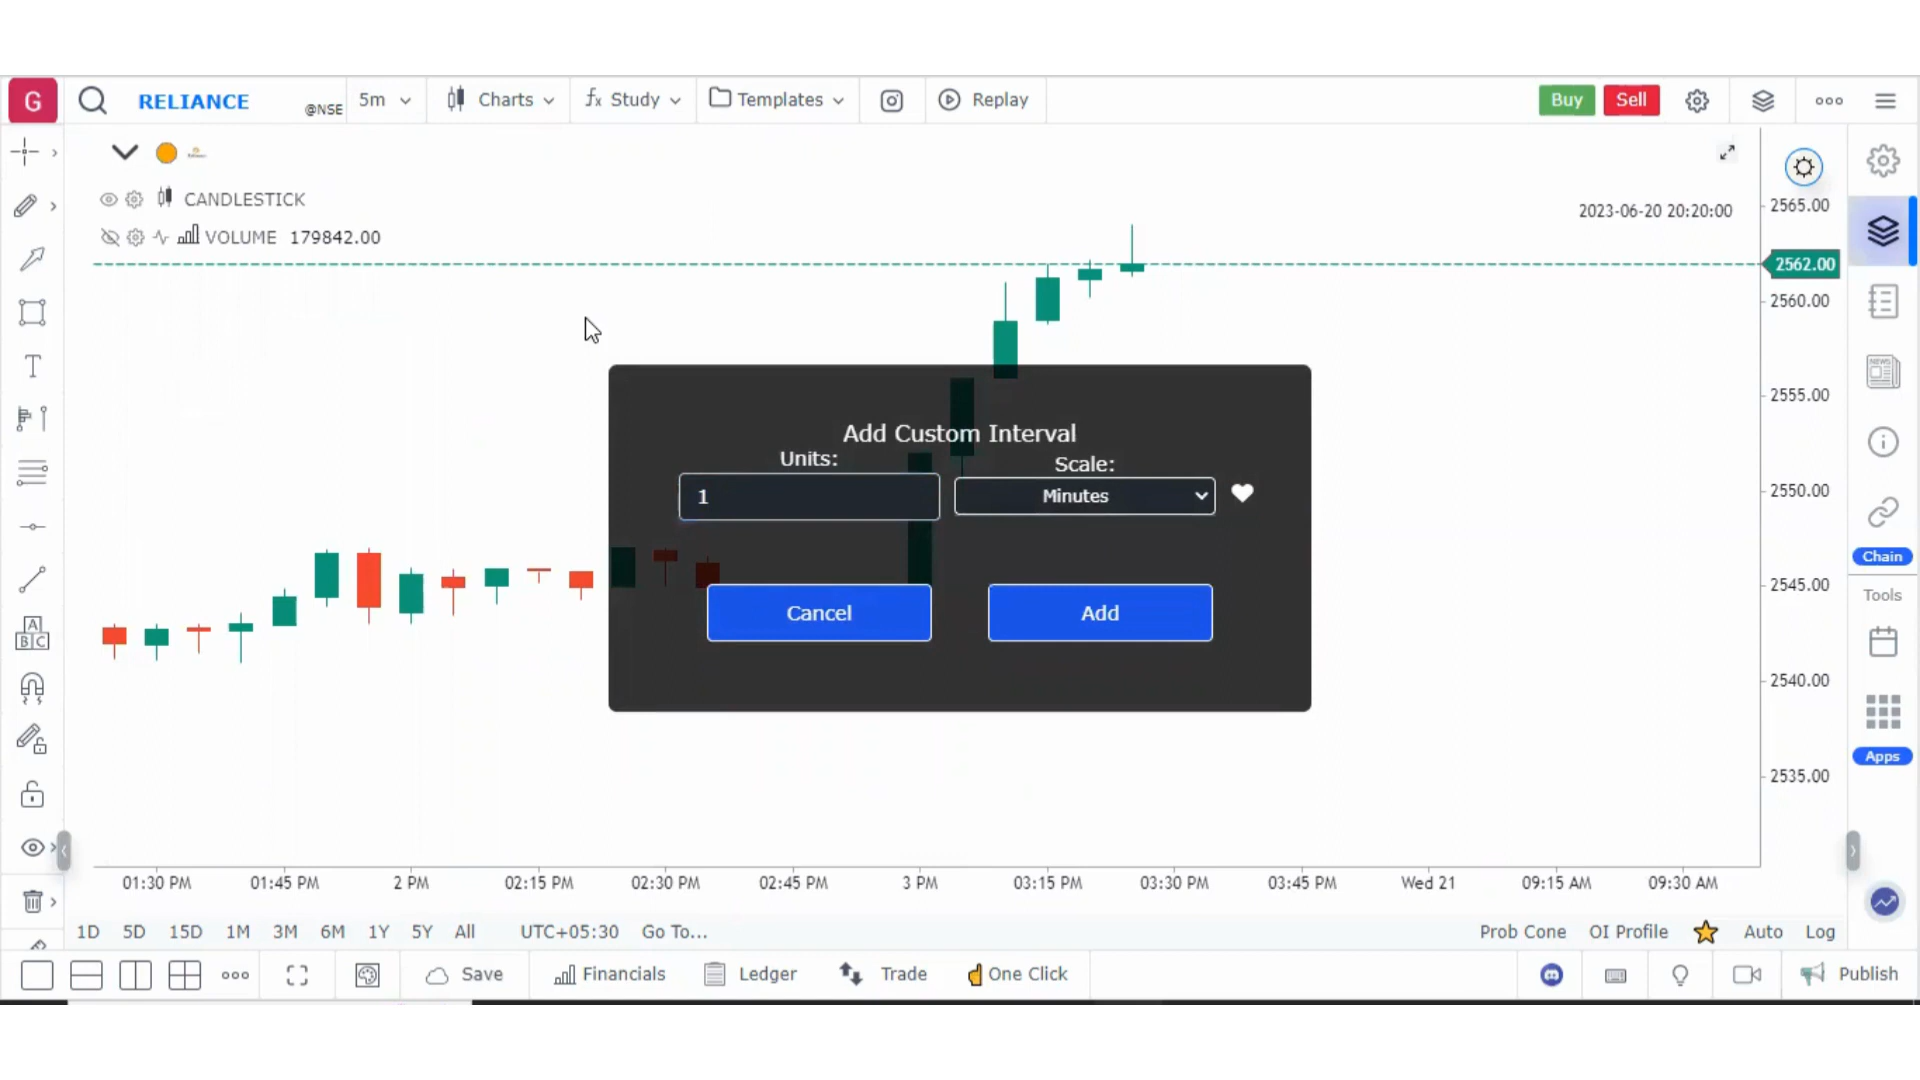 G
RELIANCE @NSE 5m Charts fx Study Templates Replay Buy Sell
CANDLESTICK
VOLUME 179842.00
2023-06-20 20:20:00
2565.00
2562.00
2560.00
2555.00
2550.00
2545.00
2540.00
2535.00
Add Custom Interval
Units: Scale:
1 Minutes
Cancel Add
T
A
B C
NEWS
Chain
Tools
Apps
01:30 PM 01:45 PM 2 PM 02:15 PM 02:30 PM 02:45 PM 3 PM 03:15 PM 03:30 PM 03:45 PM Wed 21 09:15 AM 09:30 AM
1D 5D 15D 1M 3M 6M 1Y 5Y All UTC+05:30 Go To... Prob Cone OI Profile Auto Log
Save Financials Ledger Trade One Click Publish